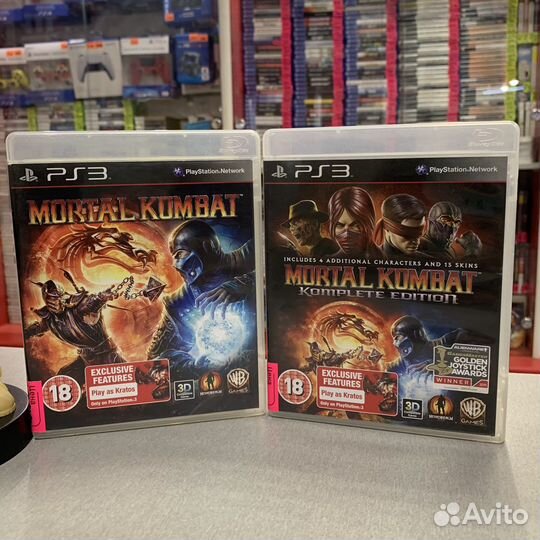 PS3
PlayStation.Network
MORTAL KOMBAT
18
EXCLUSIVE
FEATURES
Play as Kratos
Only on PlayStation.3
3D
WB
GAMES
PS3
PlayStation.Network
INCLUDES 4 ADDITIONAL CHARACTERS AND 15 SKINS
MORTAL KOMBAT
KOMPLETE EDITION
ALIENWARE
GOLDEN
JOYSTICK
AWARDS
WINNER
18
EXCLUSIVE
FEATURES
Play as Kratos
Only on PlayStation.3
3D
WB
GAMES
Avito